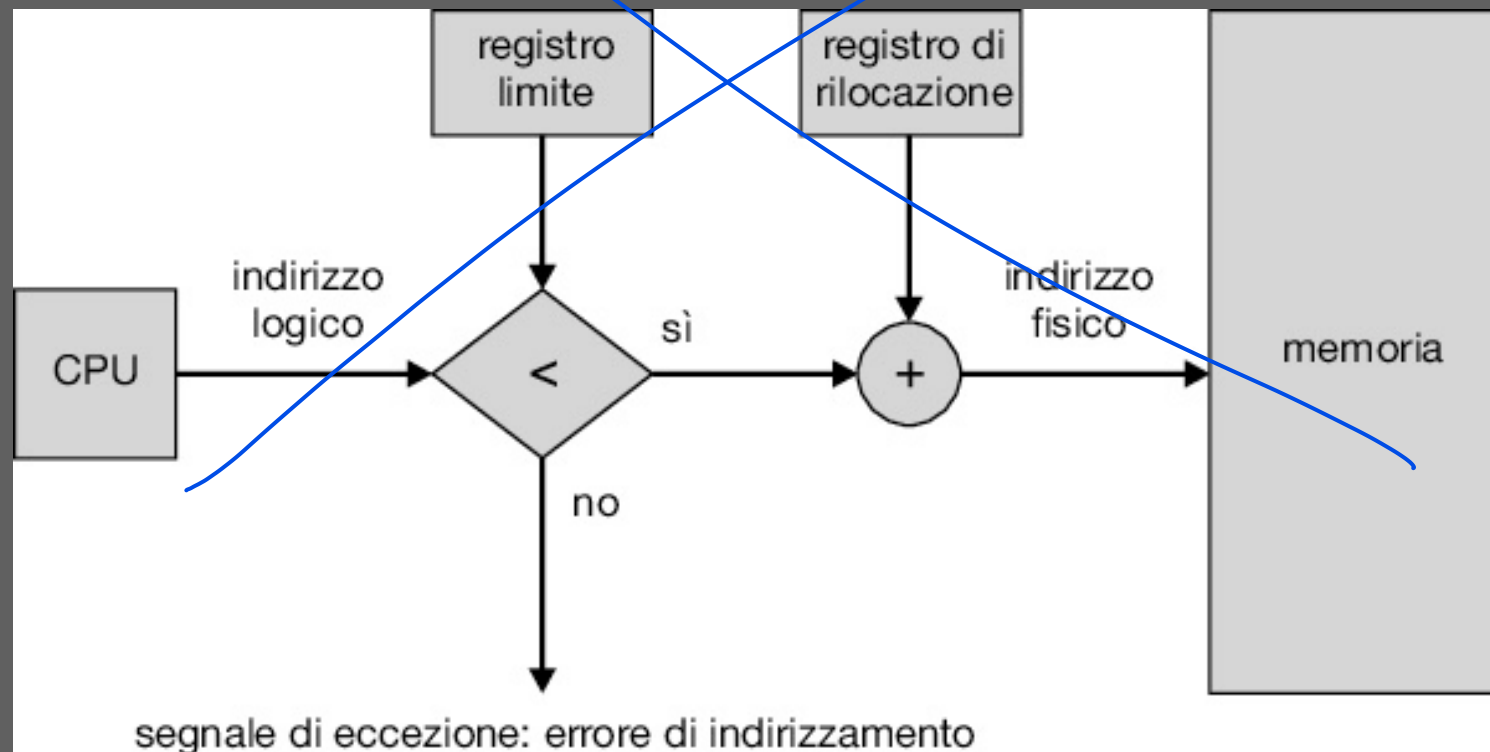 registro
limite
registro di
rilocazione
indirizzo
logico
sì
indirizzo
fisico
CPU
<
+
memoria
no
segnale di eccezione: errore di indirizzamento